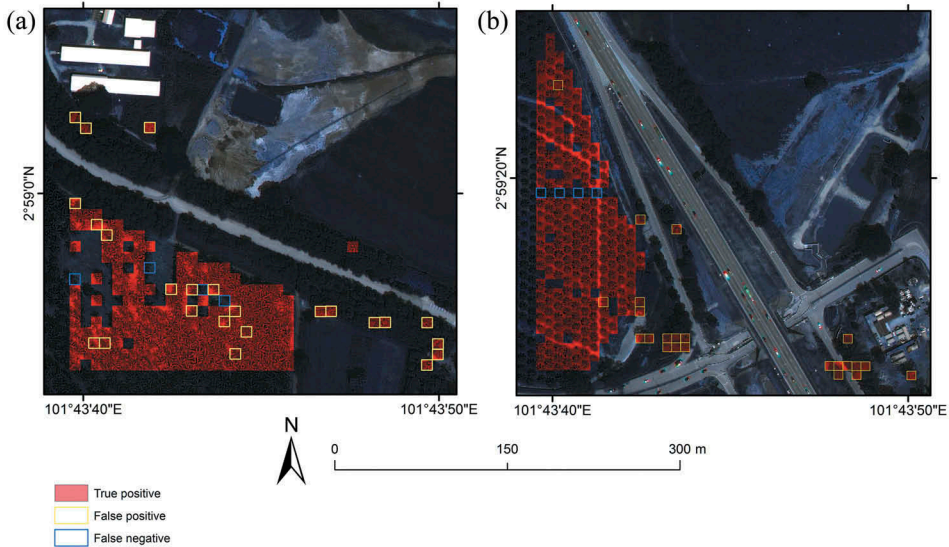 (a)
(b)
2°59'0"N
2°59'20"N
101°43'40"E
101°43'50"E
101°43'40"E
101°43'50"E
N
0
150
300 m
True positive
False positive
False negative